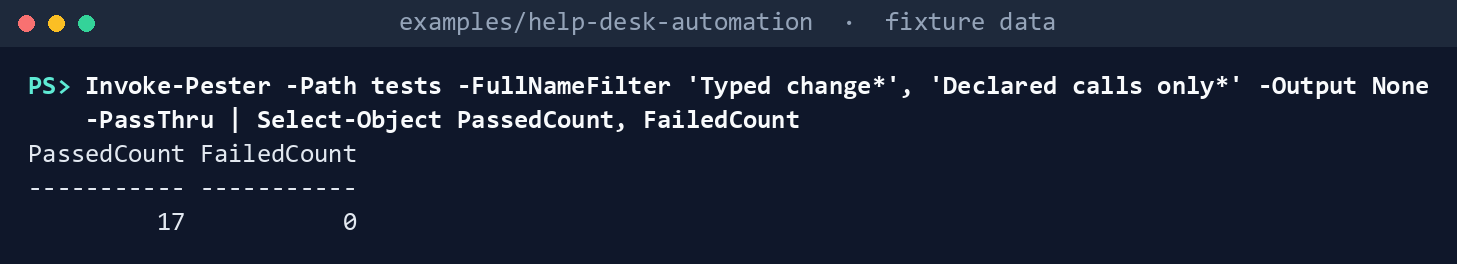 examples/help-desk-automation · fixture data
PS> Invoke-Pester -Path tests -FullNameFilter 'Typed change*', 'Declared calls only*' -Output None
-PassThru | Select-Object PassedCount, FailedCount
PassedCount FailedCount
----------- -----------
17 0